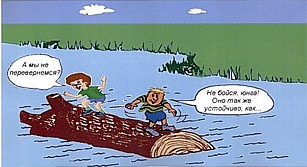 А мы не
перевернемся?
Не бойся, юнга!
Оно так же
устойчиво, как...